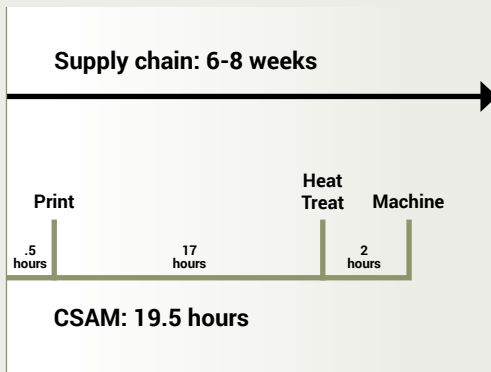 Supply chain: 6-8 weeks
Print
Heat
Treat
Machine
.5
hours
17
hours
2
hours
CSAM: 19.5 hours